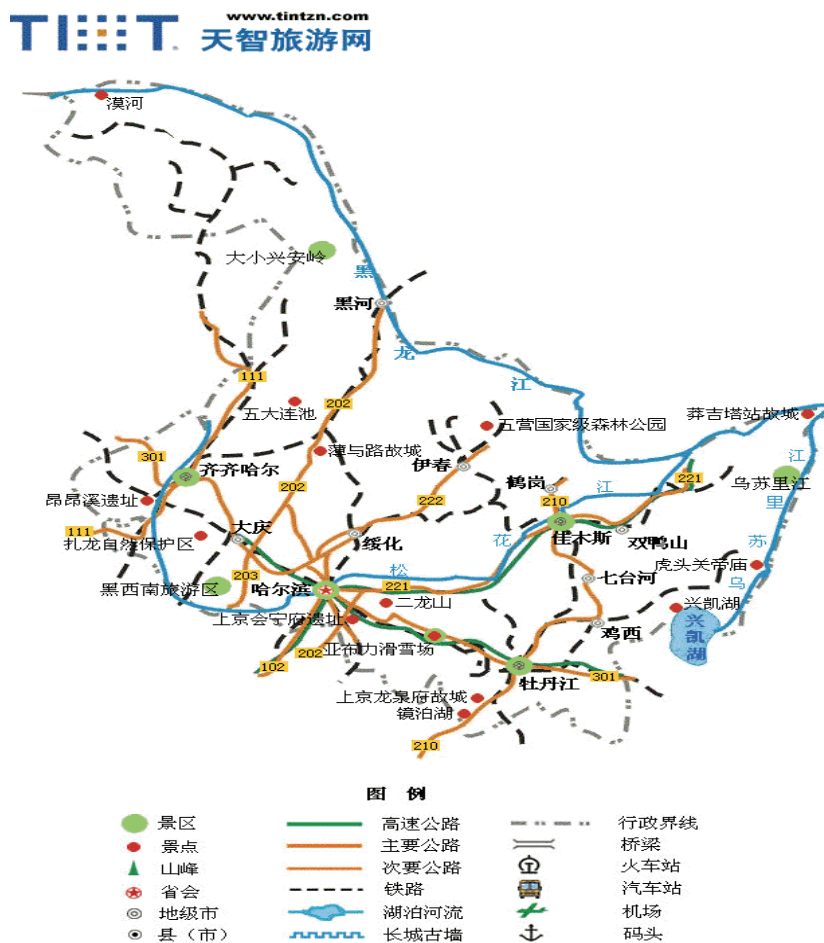 www.tintzn.com
TINT.
天智旅游网
漠河
大小兴安岭
黑
黑河
龙
江
111
202
五大连池
五营国家级森林公园
莽吉塔站故城
蒲与路故城
301
齐齐哈尔
伊春
江
202
鹤岗
江
221
乌苏里江
里
昂昂溪遗址
222
210
111
大庆
绥化
花
佳木斯
双鸭山
苏
扎龙自然保护区
松
虎头关帝庙
203
七台河
乌
黑西南旅游区
哈尔滨
221
二龙山
兴凯湖
上京会宁府遗址
鸡西
兴凯湖
亚布力滑雪场
202
102
牡丹江
301
上京龙泉府故城
镜泊湖
210
图 例
景区
高速公路
行政界线
景点
主要公路
桥梁
山峰
次要公路
火车站
省会
铁路
汽车站
地级市
湖泊河流
机场
县（市）
长城古墙
码头